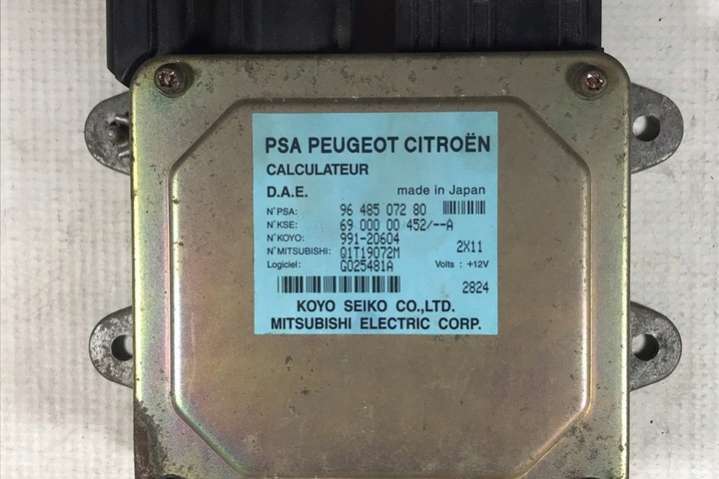 PSA PEUGEOT CITROËN
CALCULATEUR
D.A.E. made in Japan
N°PSA: 96 485 072 80
N°KSE: 69 000 00 452/--A
N°KOYO: 991-20604
N°MITSUBISHI: Q1T19072M 2X11
Logiciel: Q025481A Volts : +12V
2824
KOYO SEIKO CO.,LTD.
MITSUBISHI ELECTRIC CORP.